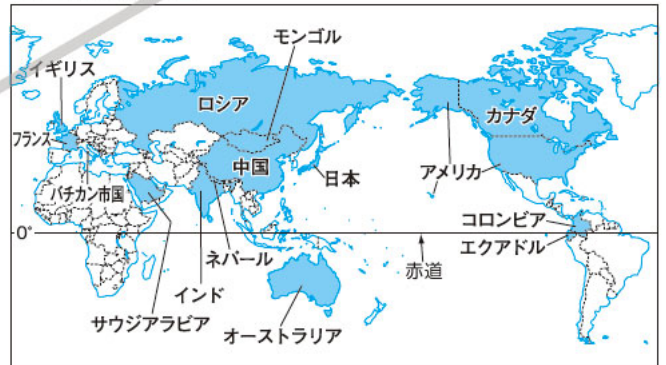 モンゴル
イギリス
ロシア
カナダ
フランス
中国
日本
アメリカ
バチカン市国
コロンビア
0°
ネパール
エクアドル
赤道
インド
サウジアラビア
オーストラリア